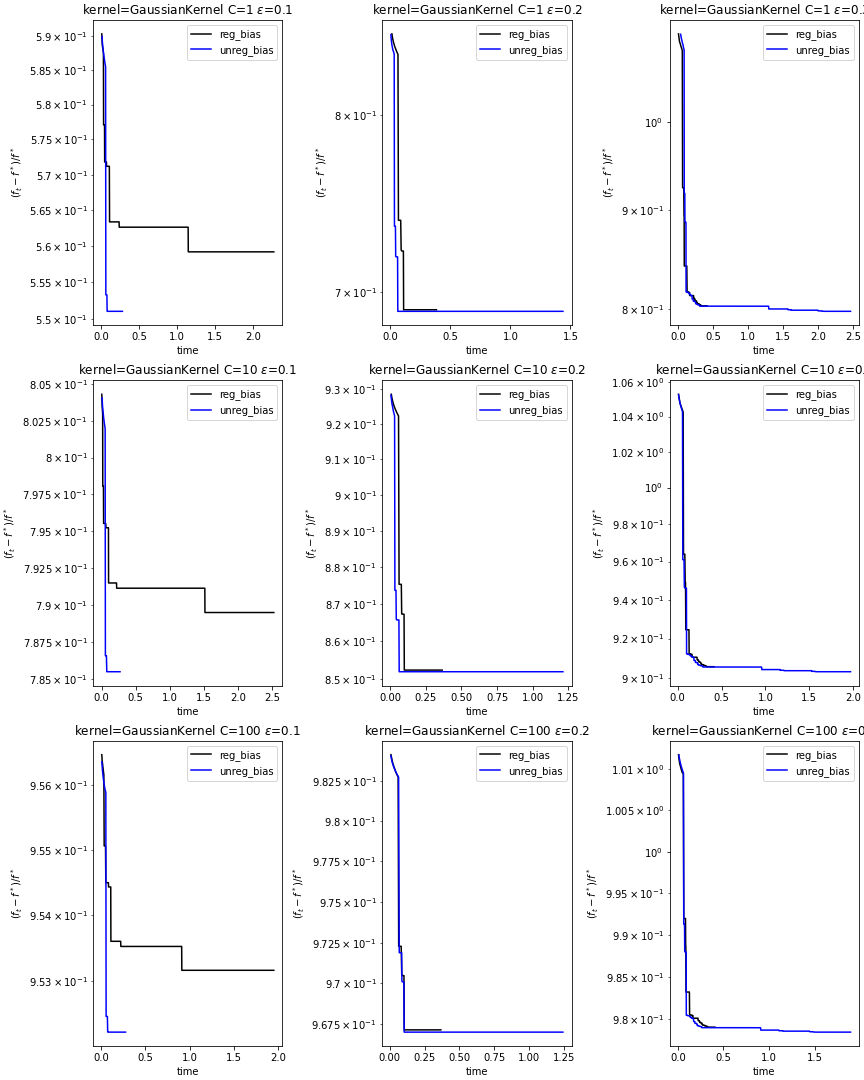 kernel=GaussianKernel C=1 ε=0.1
reg_bias
unreg_bias
5.9 × 10⁻¹
5.85 × 10⁻¹
5.8 × 10⁻¹
5.75 × 10⁻¹
5.7 × 10⁻¹
5.65 × 10⁻¹
5.6 × 10⁻¹
5.55 × 10⁻¹
5.5 × 10⁻¹
(f_t − f*)/f*
0.0 0.5 1.0 1.5 2.0
time
kernel=GaussianKernel C=1 ε=0.2
reg_bias
unreg_bias
8 × 10⁻¹
7 × 10⁻¹
(f_t − f*)/f*
0.0 0.5 1.0 1.5
time
kernel=GaussianKernel C=1 ε=0.
reg_bias
unreg_bias
10⁰
9 × 10⁻¹
8 × 10⁻¹
(f_t − f*)/f*
0.0 0.5 1.0 1.5 2.0 2.5
time
kernel=GaussianKernel C=10 ε=0.1
reg_bias
unreg_bias
8.05 × 10⁻¹
8.025 × 10⁻¹
8 × 10⁻¹
7.975 × 10⁻¹
7.95 × 10⁻¹
7.925 × 10⁻¹
7.9 × 10⁻¹
7.875 × 10⁻¹
7.85 × 10⁻¹
(f_t − f*)/f*
0.0 0.5 1.0 1.5 2.0 2.5
time
kernel=GaussianKernel C=10 ε=0.2
reg_bias
unreg_bias
9.3 × 10⁻¹
9.2 × 10⁻¹
9.1 × 10⁻¹
9 × 10⁻¹
8.9 × 10⁻¹
8.8 × 10⁻¹
8.7 × 10⁻¹
8.6 × 10⁻¹
8.5 × 10⁻¹
(f_t − f*)/f*
0.00 0.25 0.50 0.75 1.00 1.25
time
kernel=GaussianKernel C=10 ε=0.
reg_bias
unreg_bias
1.06 × 10⁰
1.04 × 10⁰
1.02 × 10⁰
10⁰
9.8 × 10⁻¹
9.6 × 10⁻¹
9.4 × 10⁻¹
9.2 × 10⁻¹
9 × 10⁻¹
(f_t − f*)/f*
0.0 0.5 1.0 1.5 2.0
time
kernel=GaussianKernel C=100 ε=0.1
reg_bias
unreg_bias
9.56 × 10⁻¹
9.55 × 10⁻¹
9.54 × 10⁻¹
9.53 × 10⁻¹
(f_t − f*)/f*
0.0 0.5 1.0 1.5 2.0
time
kernel=GaussianKernel C=100 ε=0.2
reg_bias
unreg_bias
9.825 × 10⁻¹
9.8 × 10⁻¹
9.775 × 10⁻¹
9.75 × 10⁻¹
9.725 × 10⁻¹
9.7 × 10⁻¹
9.675 × 10⁻¹
(f_t − f*)/f*
0.00 0.25 0.50 0.75 1.00 1.25
time
kernel=GaussianKernel C=100 ε=0
reg_bias
unreg_bias
1.01 × 10⁰
1.005 × 10⁰
10⁰
9.95 × 10⁻¹
9.9 × 10⁻¹
9.85 × 10⁻¹
9.8 × 10⁻¹
(f_t − f*)/f*
0.0 0.5 1.0 1.5
time